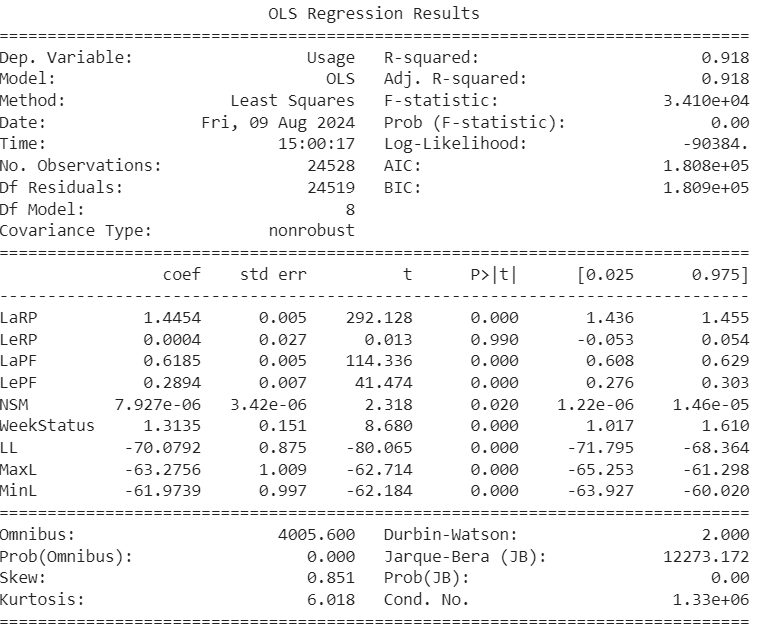 OLS Regression Results
==============================================================================
Dep. Variable: Usage R-squared: 0.918
Model: OLS Adj. R-squared: 0.918
Method: Least Squares F-statistic: 3.410e+04
Date: Fri, 09 Aug 2024 Prob (F-statistic): 0.00
Time: 15:00:17 Log-Likelihood: -90384.
No. Observations: 24528 AIC: 1.808e+05
Df Residuals: 24519 BIC: 1.809e+05
Df Model: 8
Covariance Type: nonrobust
==============================================================================
coef std err t P>|t| [0.025 0.975]
------------------------------------------------------------------------------
LaRP 1.4454 0.005 292.128 0.000 1.436 1.455
LeRP 0.0004 0.027 0.013 0.990 -0.053 0.054
LaPF 0.6185 0.005 114.336 0.000 0.608 0.629
LePF 0.2894 0.007 41.474 0.000 0.276 0.303
NSM 7.927e-06 3.42e-06 2.318 0.020 1.22e-06 1.46e-05
WeekStatus 1.3135 0.151 8.680 0.000 1.017 1.610
LL -70.0792 0.875 -80.065 0.000 -71.795 -68.364
MaxL -63.2756 1.009 -62.714 0.000 -65.253 -61.298
MinL -61.9739 0.997 -62.184 0.000 -63.927 -60.020
==============================================================================
Omnibus: 4005.600 Durbin-Watson: 2.000
Prob(Omnibus): 0.000 Jarque-Bera (JB): 12273.172
Skew: 0.851 Prob(JB): 0.00
Kurtosis: 6.018 Cond. No. 1.33e+06
==============================================================================